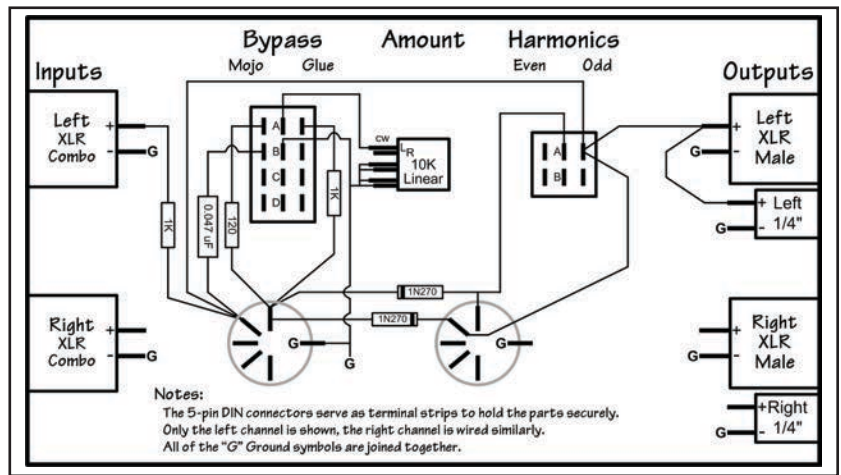 Bypass Amount Harmonics
Mojo Glue Even Odd
Inputs
Outputs
Left
XLR
Combo
+
-
G
Right
XLR
Combo
+
-
G
1K
0.047 uF
120
A
B
C
D
1K
CW
L
R
10K
Linear
A
B
1N270
1N270
G
G
G
Left
XLR
Male
+
-
G
+ Left
- 1/4"
G
Right
XLR
Male
+
-
G
+Right
- 1/4"
G
Notes:
The 5-pin DIN connectors serve as terminal strips to hold the parts securely.
Only the left channel is shown, the right channel is wired similarly.
All of the "G" Ground symbols are joined together.